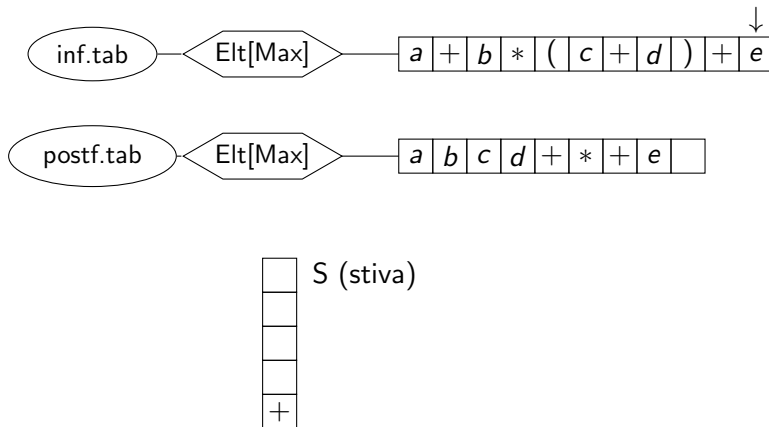 ↓
inf.tab Elt[Max] a + b * ( c + d ) + e
postf.tab Elt[Max] a b c d + * + e
S (stiva)
+